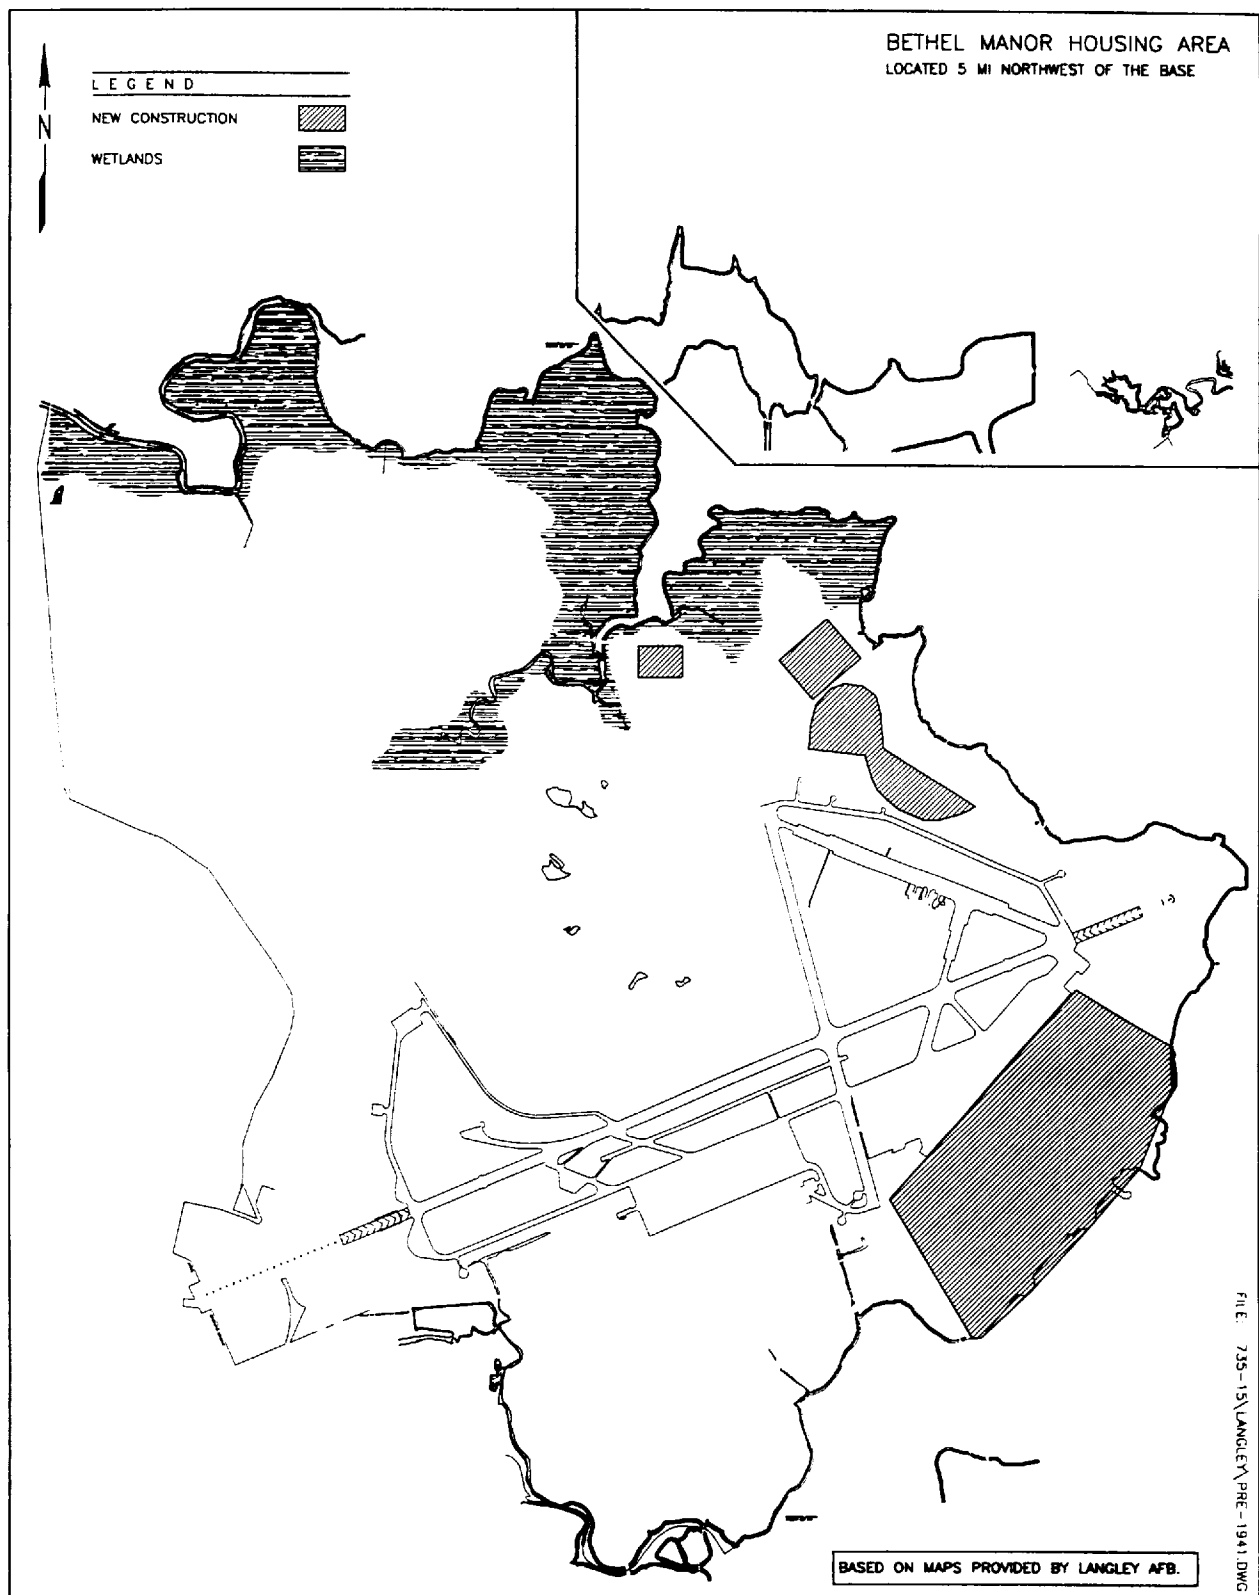 BETHEL MANOR HOUSING AREA
LOCATED 5 MI NORTHWEST OF THE BASE
LEGEND
N
NEW CONSTRUCTION
WETLANDS
FILE: 735-15\LANGLEY\PRE-1941.DWG
BASED ON MAPS PROVIDED BY LANGLEY AFB.